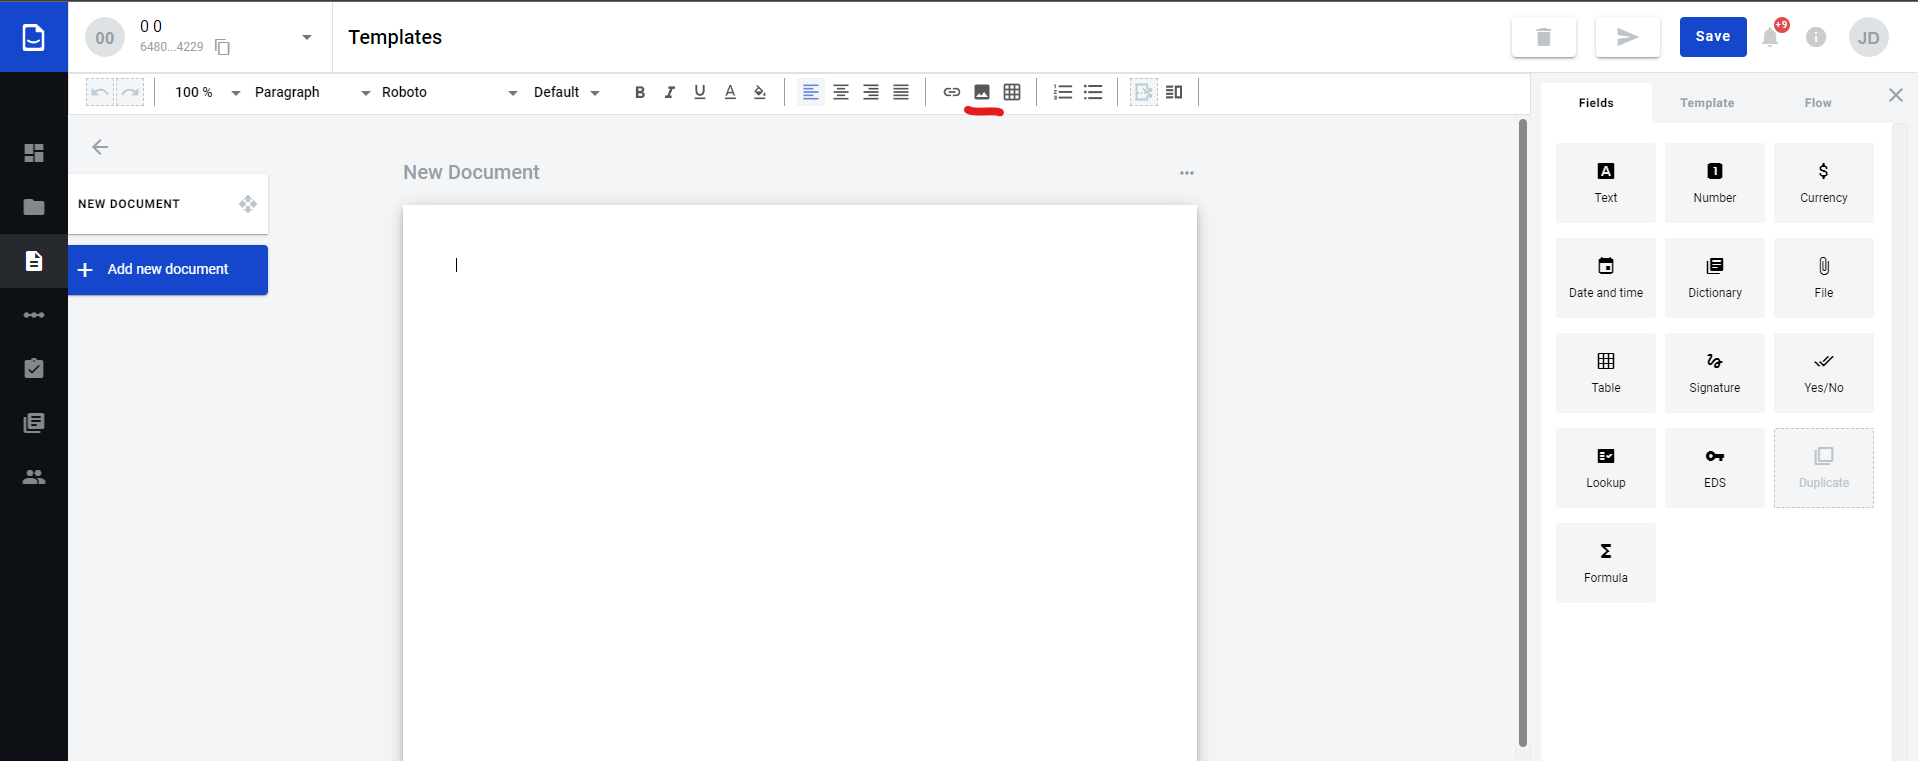 00
0 0
6480...4229
Templates
Save
+9
JD
100 %
Paragraph
Roboto
Default
B
I
U
A
Fields
Template
Flow
New Document
NEW DOCUMENT
Add new document
A
Text
1
Number
$
Currency
Date and time
Dictionary
File
Table
Signature
Yes/No
Lookup
EDS
Duplicate
Σ
Formula